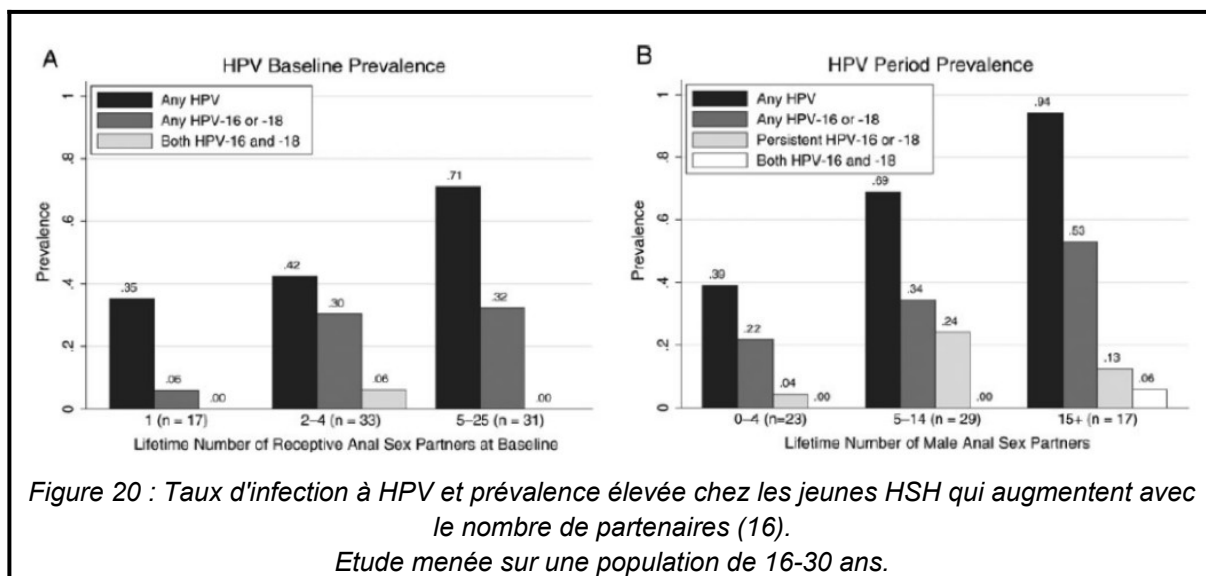 A
HPV Baseline Prevalence
Any HPV
Any HPV-16 or -18
Both HPV-16 and -18
Prevalence
0 .2 .4 .6 .8 1
.35
.06
.00
.42
.30
.06
.71
.32
.00
1 (n = 17) 2–4 (n = 33) 5–25 (n = 31)
Lifetime Number of Receptive Anal Sex Partners at Baseline
B
HPV Period Prevalence
Any HPV
Any HPV-16 or -18
Persistent HPV-16 or -18
Both HPV-16 and -18
Prevalence
0 .2 .4 .6 .8 1
.39
.22
.04
.00
.69
.34
.24
.00
.94
.53
.13
.06
0–4 (n=23) 5–14 (n = 29) 15+ (n = 17)
Lifetime Number of Male Anal Sex Partners
Figure 20 : Taux d'infection à HPV et prévalence élevée chez les jeunes HSH qui augmentent avec
le nombre de partenaires (16).
Etude menée sur une population de 16-30 ans.